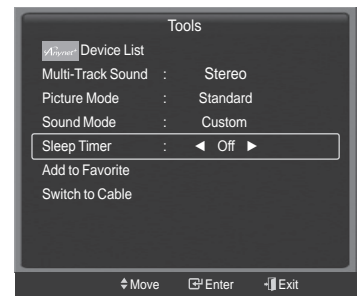 Tools
Anynet+ Device List
Multi-Track Sound : Stereo
Picture Mode : Standard
Sound Mode : Custom
Sleep Timer : ◄ Off ►
Add to Favorite
Switch to Cable
Move Enter Exit